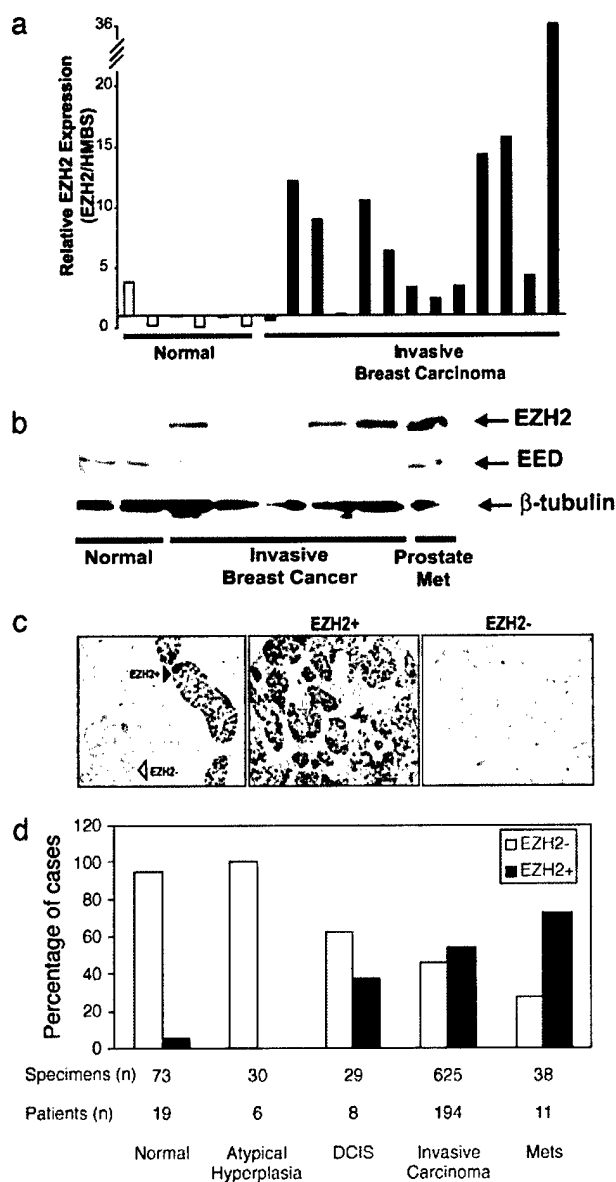 a
36
20
15
10
5
0
Relative EZH2 Expression
(EZH2/HMBS)
Normal
Invasive
Breast Carcinoma
b
EZH2
EED
β-tubulin
Normal
Invasive
Breast Cancer
Prostate
Met
c
EZH2+
EZH2-
EZH2+
EZH2-
d
120
100
80
60
40
20
0
Percentage of cases
EZH2-
EZH2+
Specimens (n) 73 30 29 625 38
Patients (n) 19 6 8 194 11
Normal Atypical Hyperplasia DCIS Invasive Carcinoma Mets